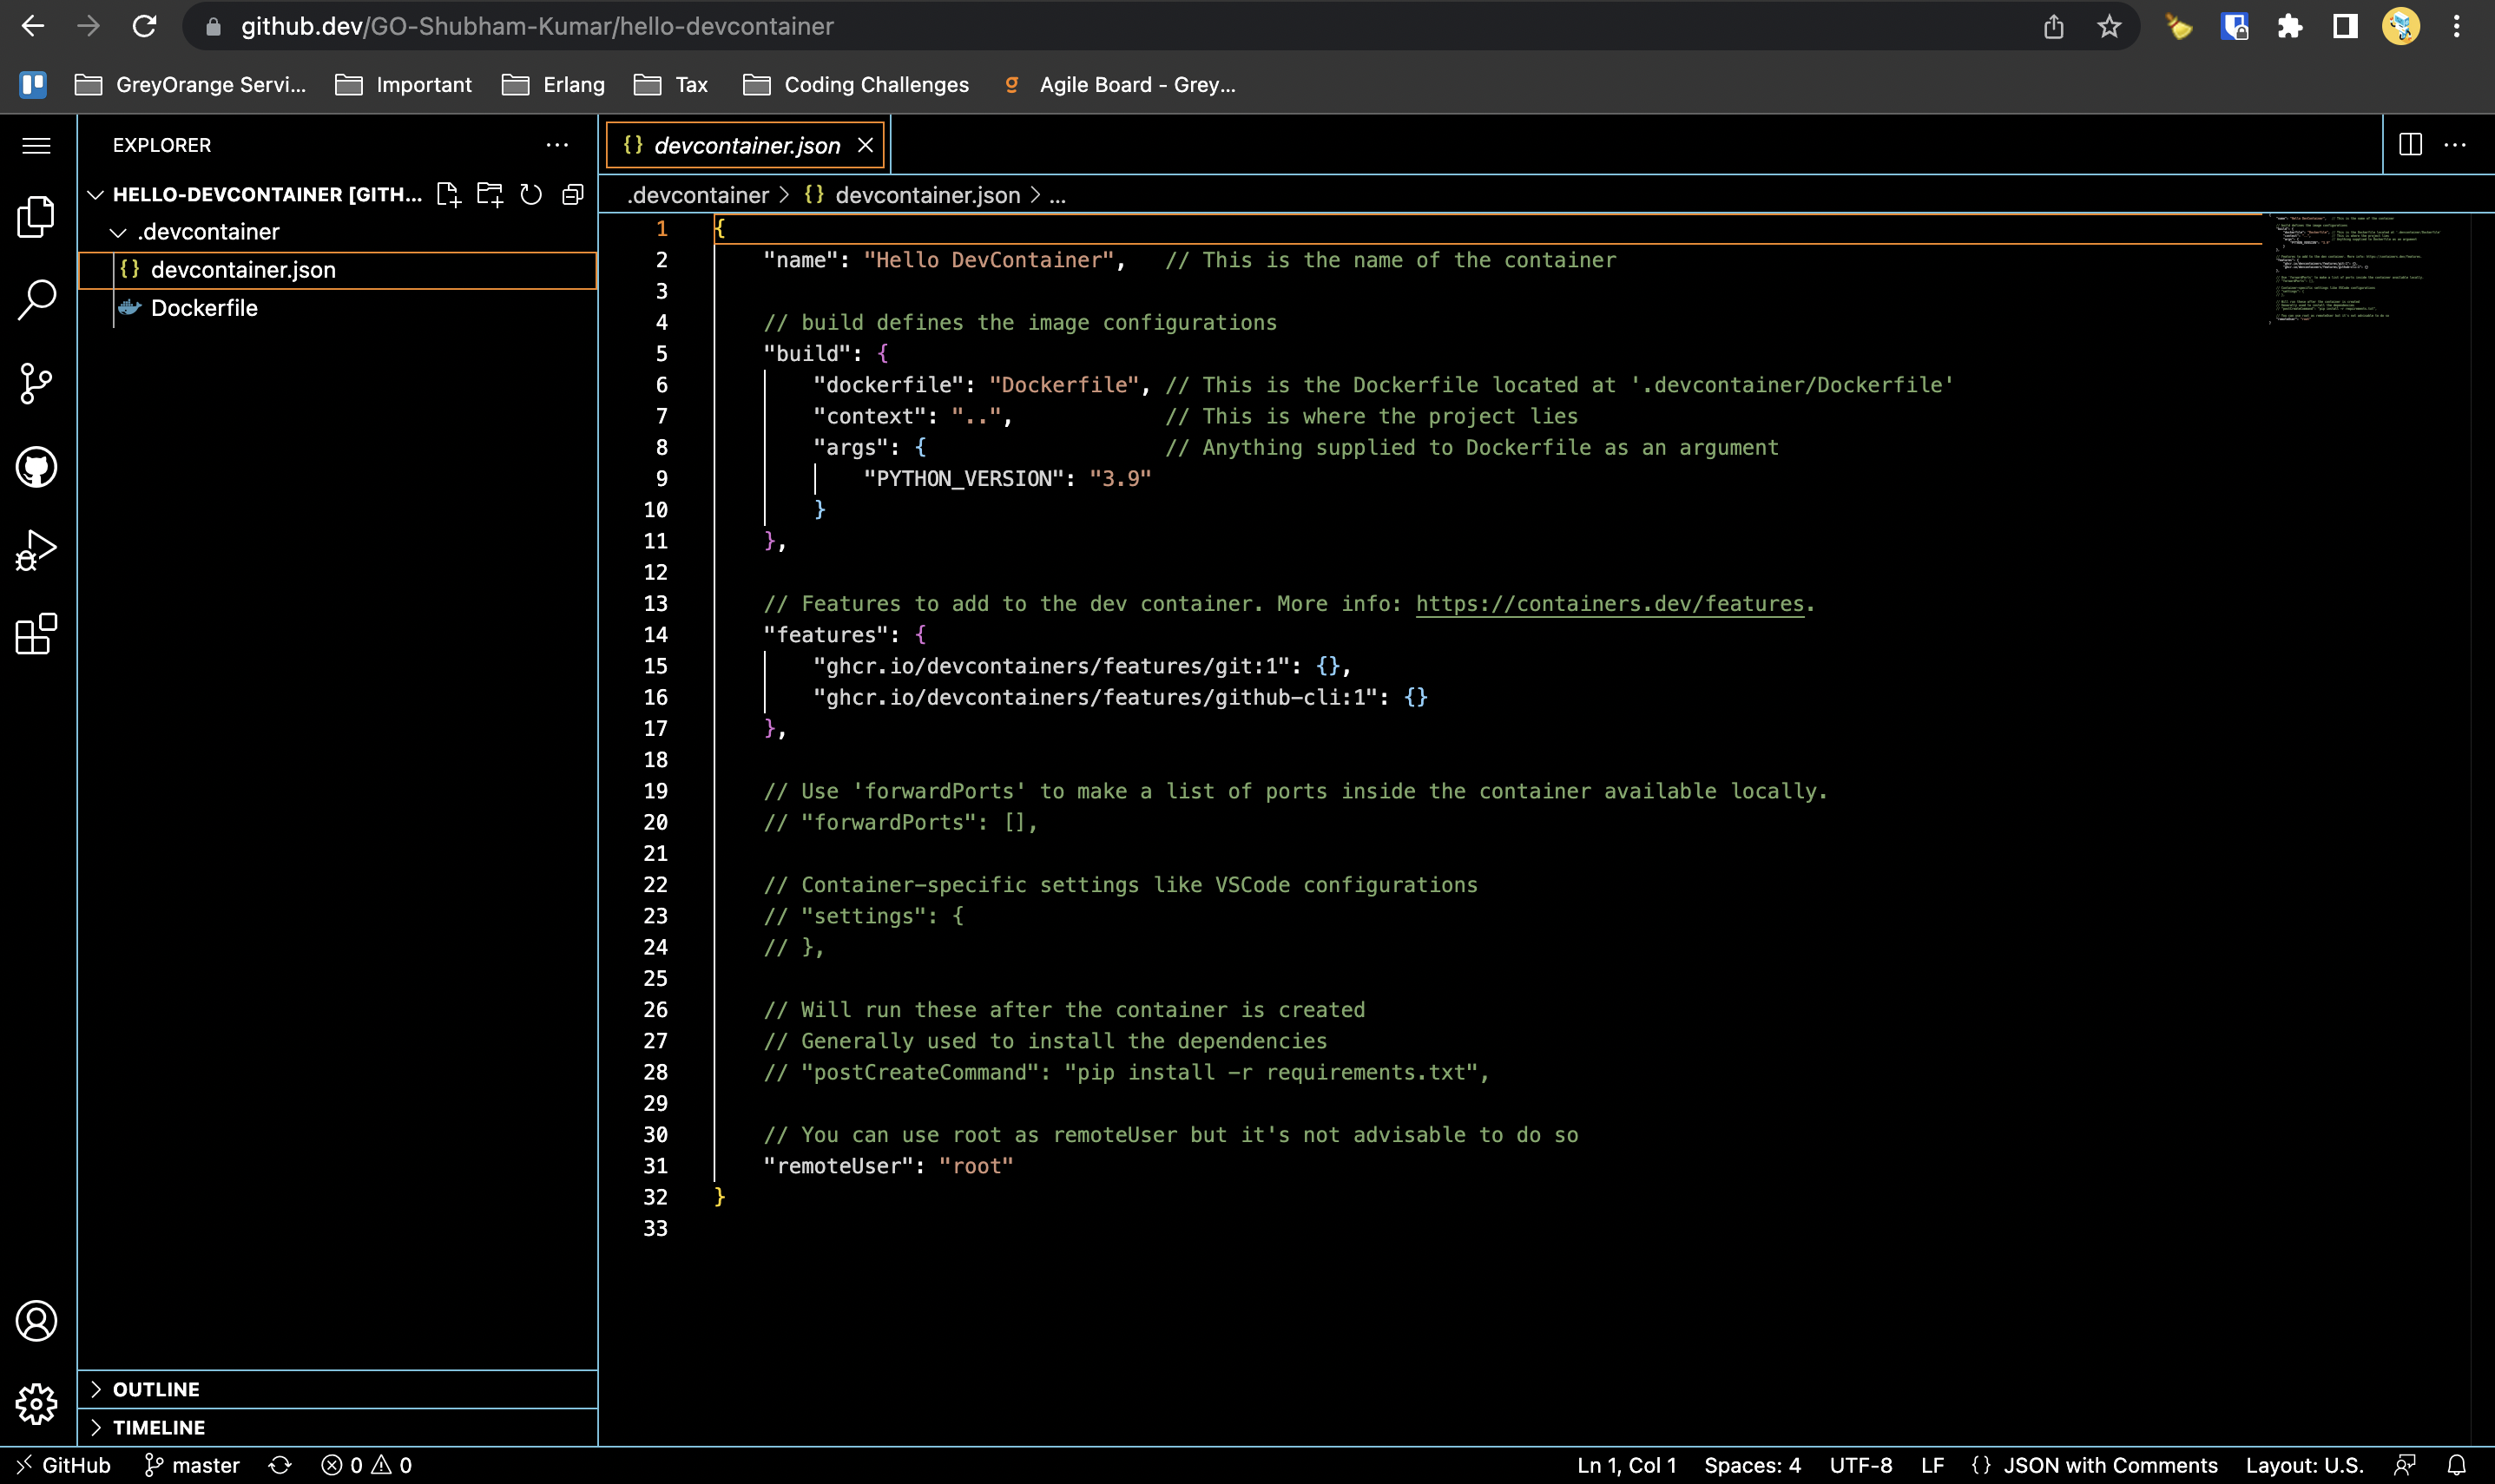 github.dev/GO-Shubham-Kumar/hello-devcontainer
GreyOrange Servi...
Important
Erlang
Tax
Coding Challenges
Agile Board - Grey...
EXPLORER
HELLO-DEVCONTAINER [GITH...
.devcontainer
{} devcontainer.json
Dockerfile
OUTLINE
TIMELINE
{} devcontainer.json
.devcontainer > {} devcontainer.json > ...
1 {
2 "name": "Hello DevContainer", // This is the name of the container
3
4 // build defines the image configurations
5 "build": {
6 "dockerfile": "Dockerfile", // This is the Dockerfile located at '.devcontainer/Dockerfile'
7 "context": "..", // This is where the project lies
8 "args": { // Anything supplied to Dockerfile as an argument
9 "PYTHON_VERSION": "3.9"
10 }
11 },
12
13 // Features to add to the dev container. More info: https://containers.dev/features.
14 "features": {
15 "ghcr.io/devcontainers/features/git:1": {},
16 "ghcr.io/devcontainers/features/github-cli:1": {}
17 },
18
19 // Use 'forwardPorts' to make a list of ports inside the container available locally.
20 // "forwardPorts": [],
21
22 // Container-specific settings like VSCode configurations
23 // "settings": {
24 // },
25
26 // Will run these after the container is created
27 // Generally used to install the dependencies
28 // "postCreateCommand": "pip install -r requirements.txt",
29
30 // You can use root as remoteUser but it's not advisable to do so
31 "remoteUser": "root"
32 }
33
GitHub master 0 0 Ln 1, Col 1 Spaces: 4 UTF-8 LF {} JSON with Comments Layout: U.S.